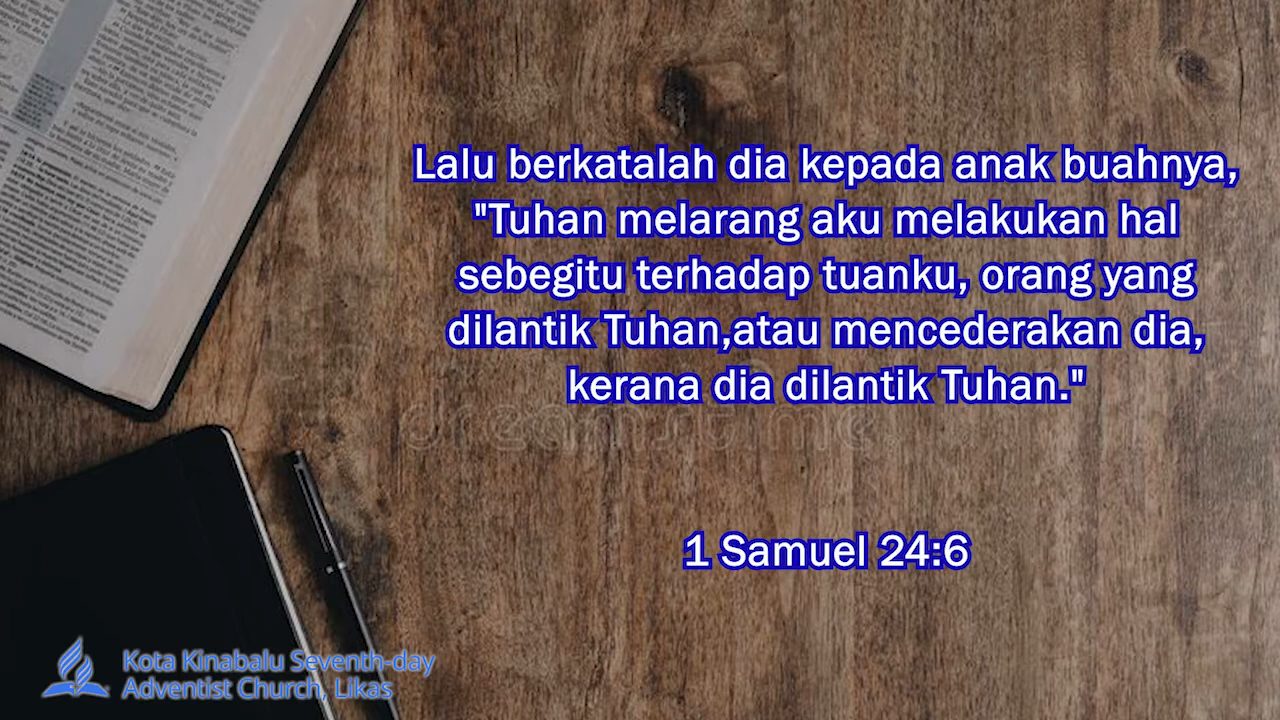 Lalu berkatalah dia kepada anak buahnya,
"Tuhan melarang aku melakukan hal
sebegitu terhadap tuanku, orang yang
dilantik Tuhan,atau mencederakan dia,
kerana dia dilantik Tuhan."
dreamstime.
1 Samuel 24:6
Kota Kinabalu Seventh-day
Adventist Church, Likas